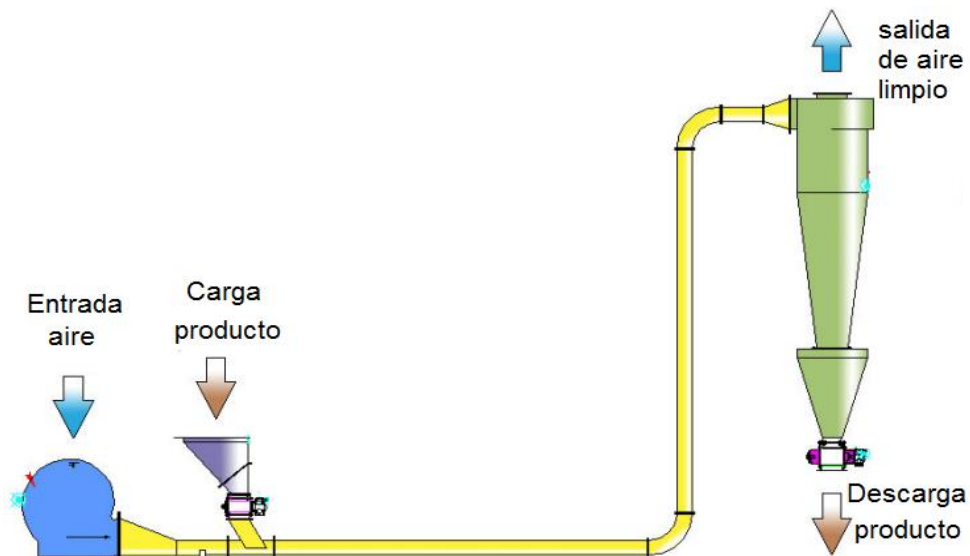 Entrada
aire
Carga
producto
salida
de aire
limpio
Descarga
producto